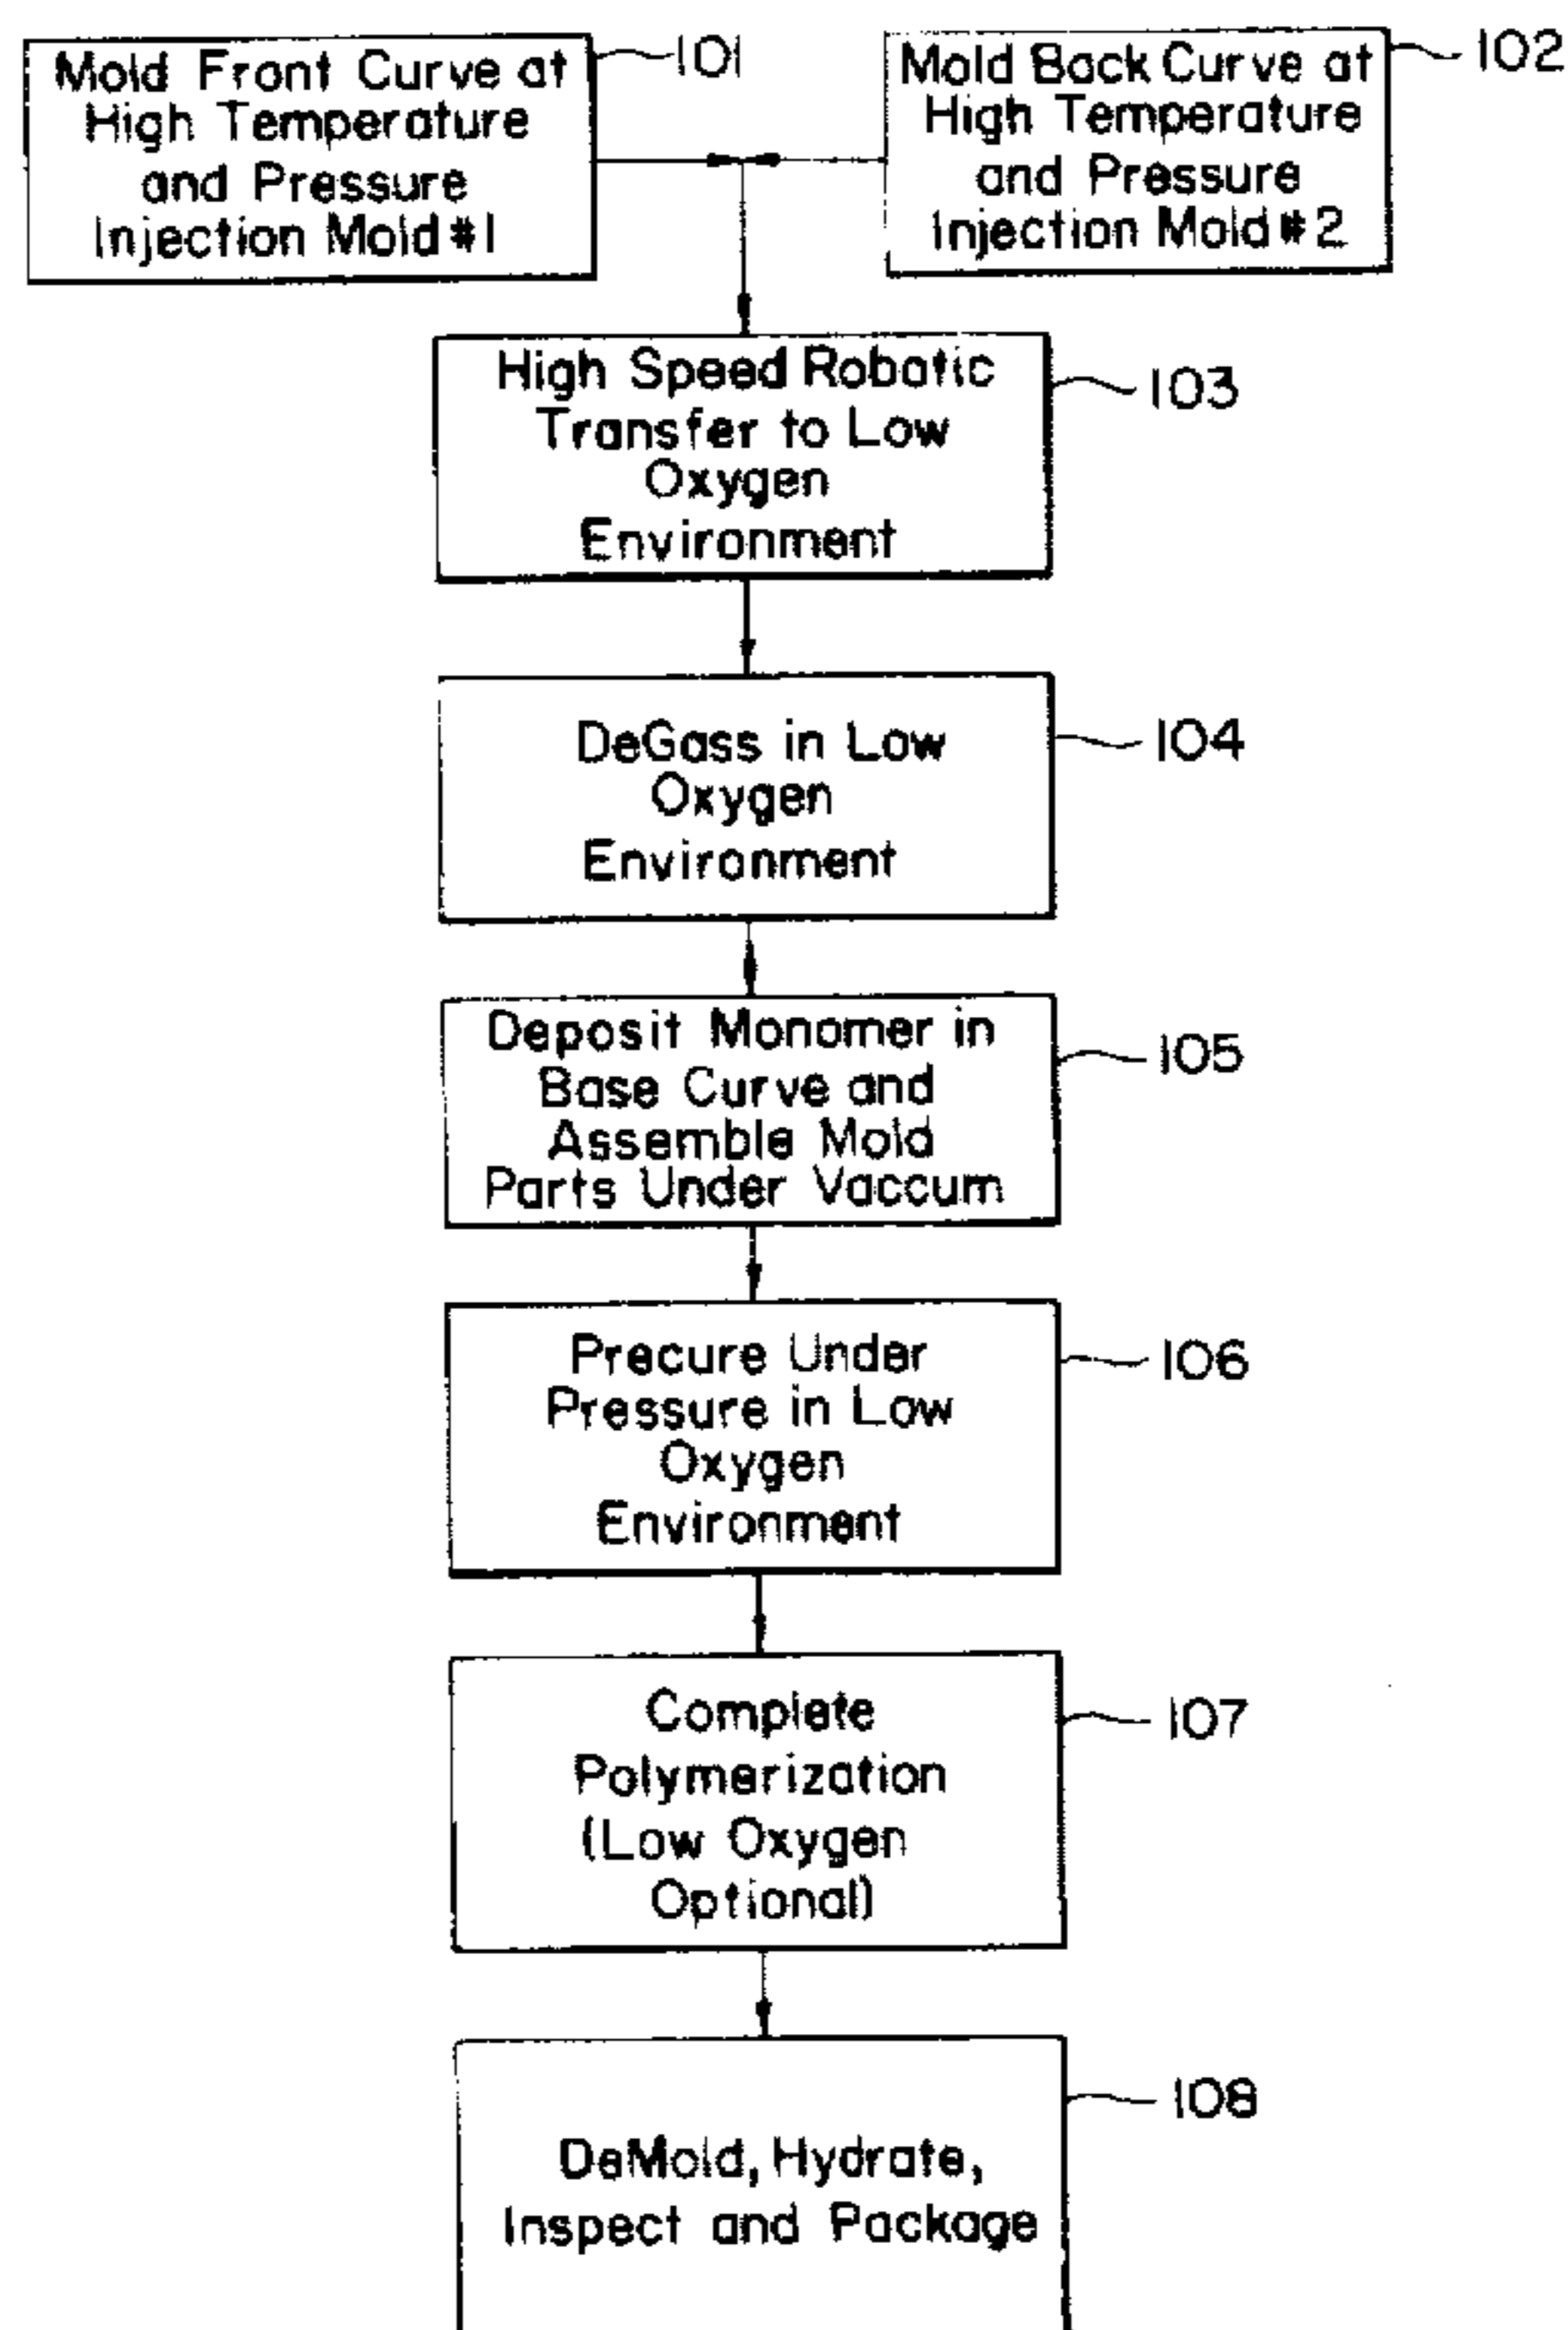 Mold Front Curve at
High Temperature
and Pressure
Injection Mold #1
101
Mold Back Curve at
High Temperature
and Pressure
Injection Mold #2
102
High Speed Robatic
Transfer to Low
Oxygen
Environment
103
DeGass in Low
Oxygen
Environment
104
Deposit Monomer in
Base Curve and
Assemble Mold
Parts Under Vaccum
105
Precure Under
Pressure in Low
Oxygen
Environment
106
Complete
Polymerization
(Low Oxygen
Optional)
107
DeMold, Hydrate,
Inspect and Package
108